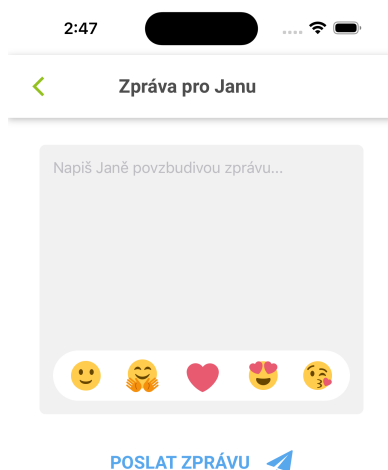 2:47
Zpráva pro Janu
Napiš Janě povzbudivou zprávu...
POSLAT ZPRÁVU